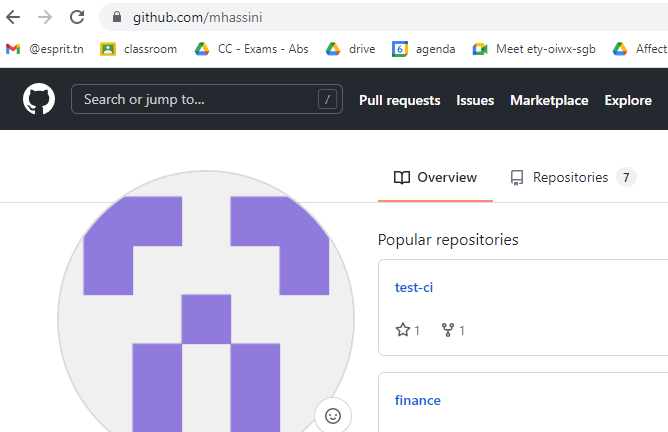 github.com/mhassini
@esprit.tn classroom CC - Exams - Abs drive 6 agenda Meet ety-oiwx-sgb Affect
Search or jump to... / Pull requests Issues Marketplace Explore
Overview Repositories 7
Popular repositories
test-ci
1 1
finance